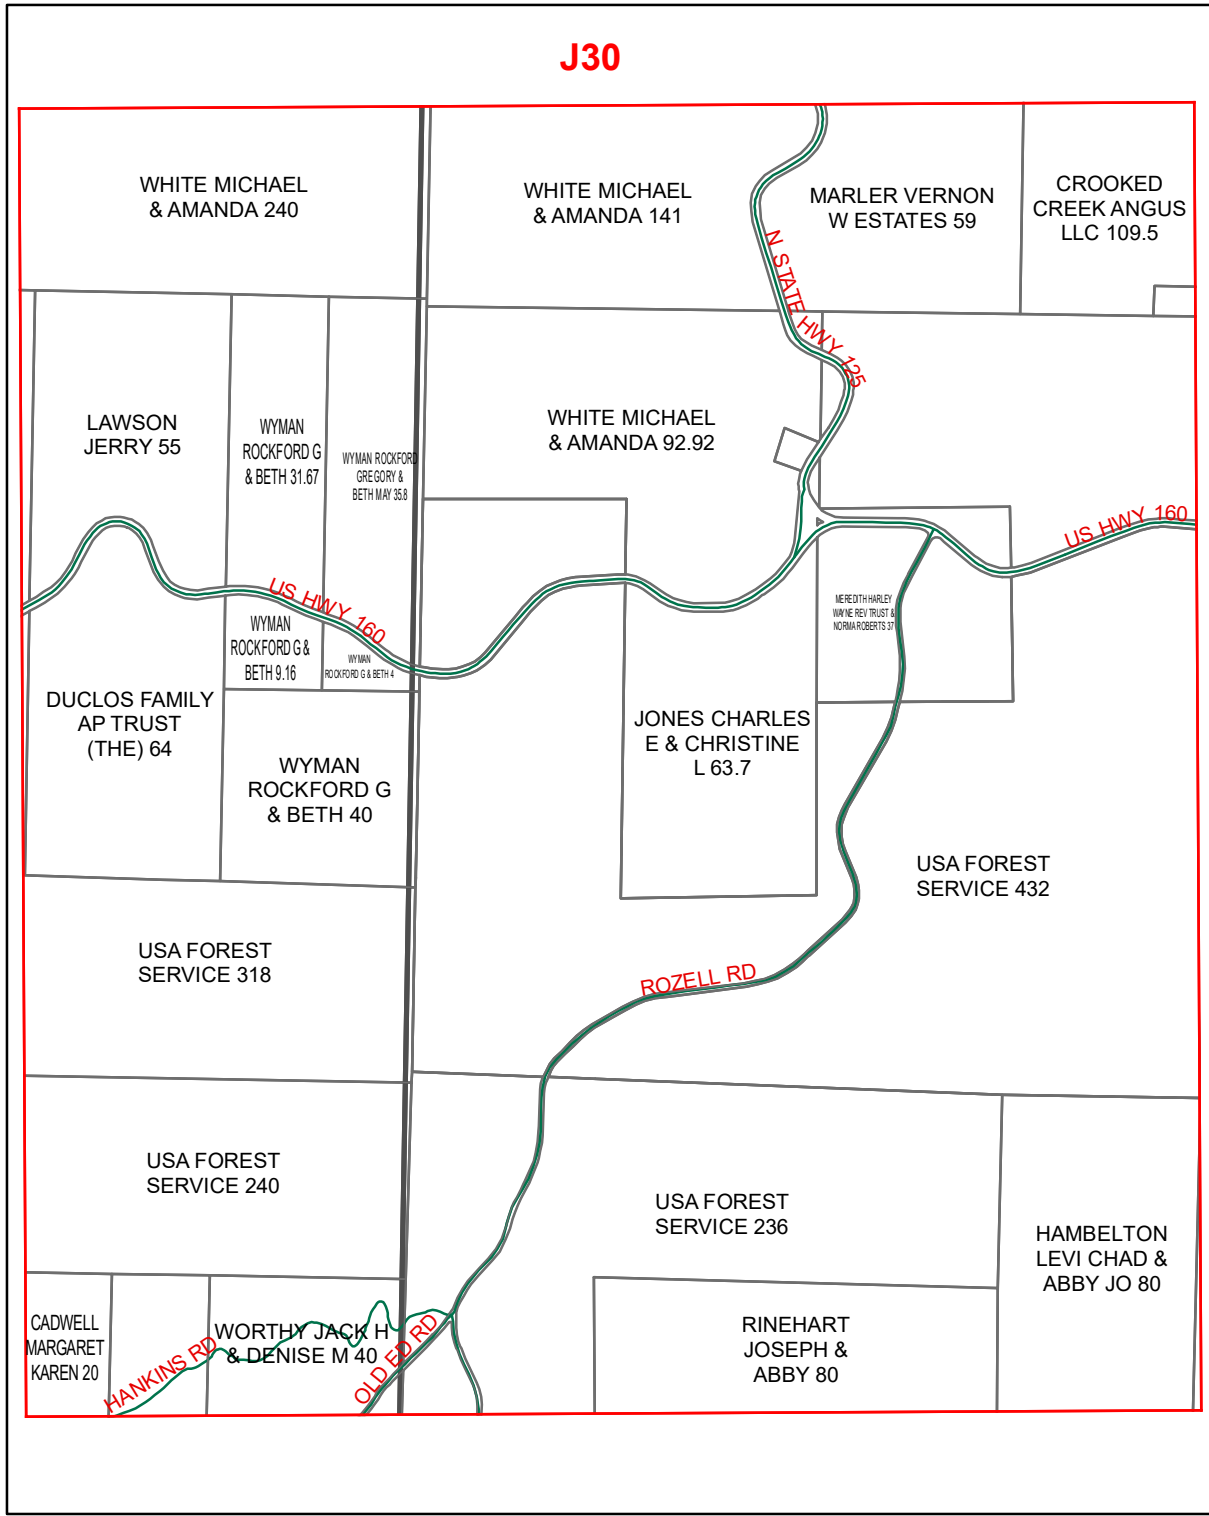 J30
WHITE MICHAEL
& AMANDA 240
WHITE MICHAEL
& AMANDA 141
MARLER VERNON
W ESTATES 59
CROOKED
CREEK ANGUS
LLC 109.5
N STATE HWY 125
LAWSON
JERRY 55
WYMAN
ROCKFORD G
& BETH 31.67
WYMAN ROCKFORD
GREGORY &
BETH MAY 35.8
WHITE MICHAEL
& AMANDA 92.92
US HWY 160
US HWY 160
WYMAN
ROCKFORD G &
BETH 9.16
WYMAN
ROCKFORD G & BETH 4
MEREDITH HARLEY
WAYNE REV TRUST &
NORMA ROBERTS 37
DUCLOS FAMILY
AP TRUST
(THE) 64
WYMAN
ROCKFORD G
& BETH 40
JONES CHARLES
E & CHRISTINE
L 63.7
USA FOREST
SERVICE 432
USA FOREST
SERVICE 318
ROZELL RD
USA FOREST
SERVICE 240
USA FOREST
SERVICE 236
HAMBELTON
LEVI CHAD &
ABBY JO 80
CADWELL
MARGARET
KAREN 20
HANKINS RD
WORTHY JACK H
& DENISE M 40
OLD ED RD
RINEHART
JOSEPH &
ABBY 80